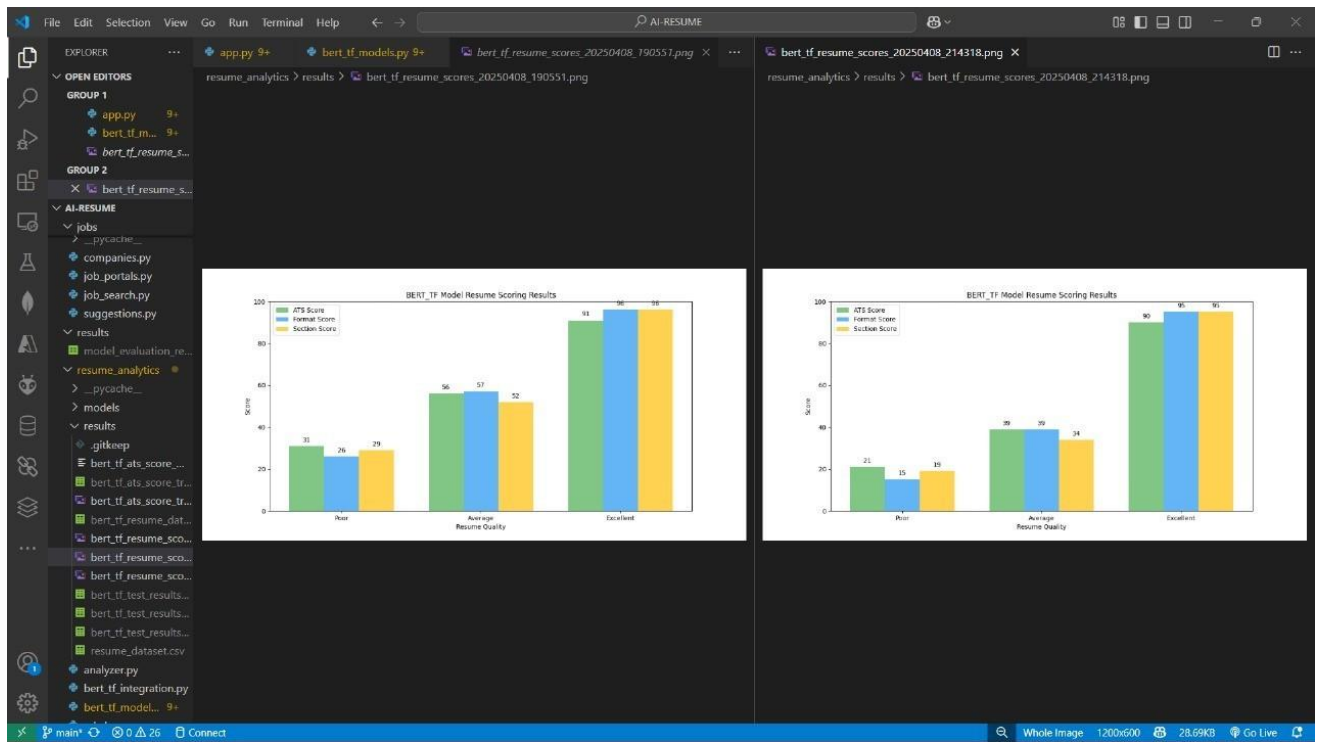 File Edit Selection View Go Run Terminal Help
AI-RESUME
EXPLORER
OPEN EDITORS
GROUP 1
app.py 9+
bert_tf_m... 9+
bert_tf_resume_s...
GROUP 2
bert_tf_resume_s...
AI-RESUME
jobs
__pycache__
companies.py
job_portals.py
job_search.py
suggestions.py
results
model_evaluation_re...
resume_analytics
__pycache__
models
results
.gitkeep
bert_tf_ats_score_...
bert_tf_ats_score_tr...
bert_tf_ats_score_tr...
bert_tf_resume_dat...
bert_tf_resume_sco...
bert_tf_resume_sco...
bert_tf_resume_sco...
bert_tf_test_results...
bert_tf_test_results...
bert_tf_test_results...
resume_dataset.csv
analyzer.py
bert_tf_integration.py
bert_tf_model... 9+
app.py 9+
bert_tf_models.py 9+
bert_tf_resume_scores_20250408_190551.png
resume_analytics > results > bert_tf_resume_scores_20250408_190551.png
BERT_TF Model Resume Scoring Results
ATS Score
Format Score
Section Score
Score
100
80
60
40
20
0
31 26 29
56 57 52
91 96 96
Poor Average Excellent
Resume Quality
bert_tf_resume_scores_20250408_214318.png
resume_analytics > results > bert_tf_resume_scores_20250408_214318.png
BERT_TF Model Resume Scoring Results
ATS Score
Format Score
Section Score
Score
100
80
60
40
20
0
21 15 19
39 39 34
90 95 95
Poor Average Excellent
Resume Quality
1
main* 0 26 Connect
Whole Image 1200x600 28.69KB Go Live